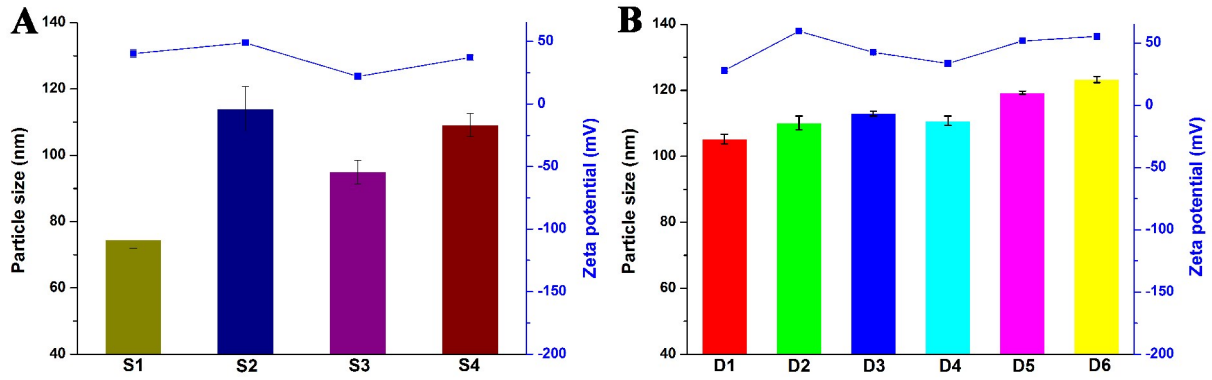 A
Particle size (nm)
140
120
100
80
60
40
S1
S2
S3
S4
50
0
-50
-100
-150
-200
Zeta potential (mV)
B
Particle size (nm)
140
120
100
80
60
40
D1
D2
D3
D4
D5
D6
50
0
-50
-100
-150
-200
Zeta potential (mV)